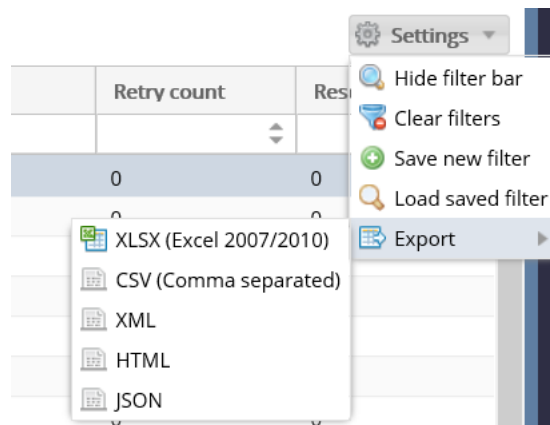 Settings
Retry count
Res
Hide filter bar
Clear filters
Save new filter
Load saved filter
0 0
Export
XLSX (Excel 2007/2010)
CSV (Comma separated)
XML
HTML
JSON